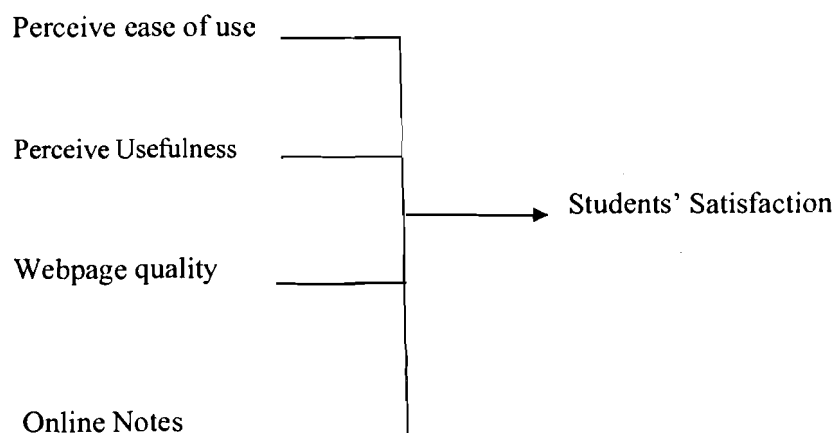 Perceive ease of use
Perceive Usefulness
Students' Satisfaction
Webpage quality
Online Notes